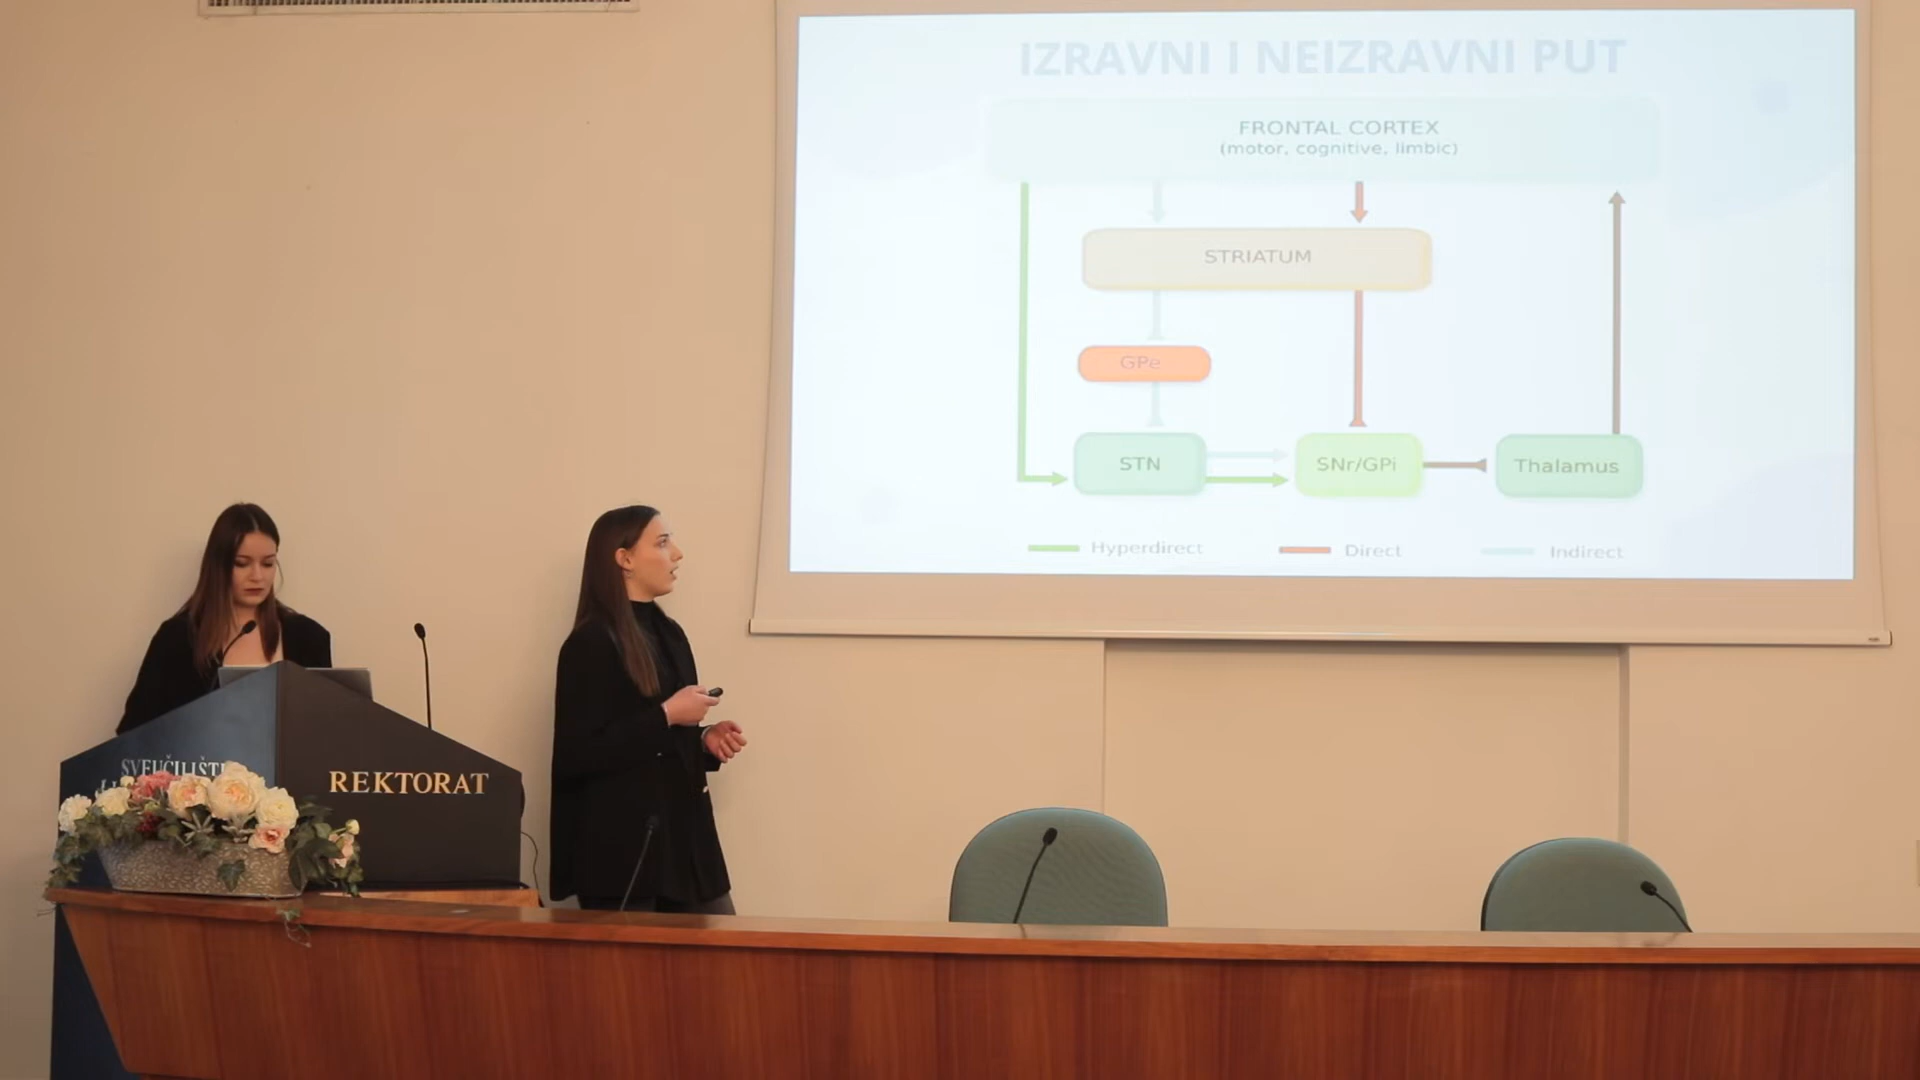 IZRAVNI I NEIZRAVNI PUT
FRONTAL CORTEX
(motor, cognitive, limbic)
STRIATUM
GPe
STN
SNr/GPi
Thalamus
Hyperdirect
Direct
Indirect
REKTORAT